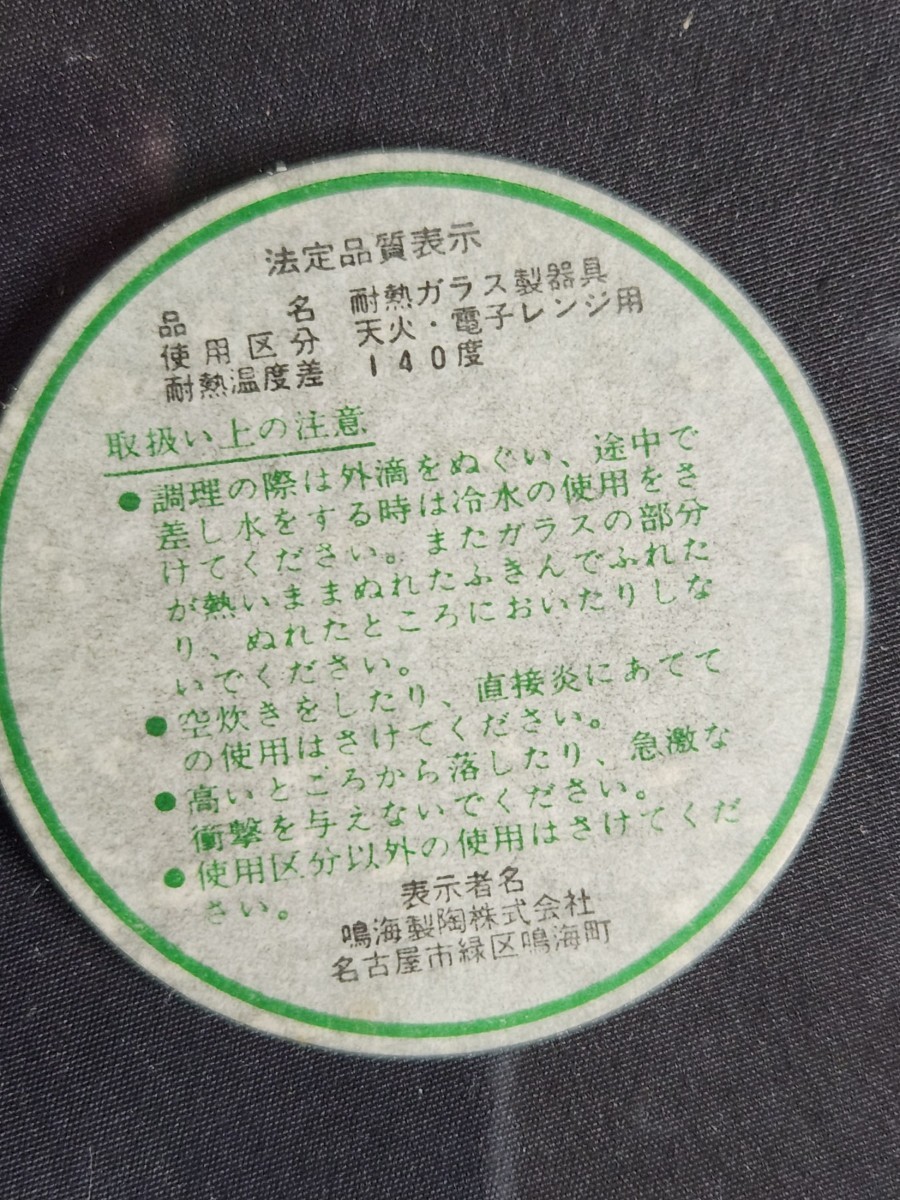 法定品質表示
品名 耐熱ガラス製器具
使用区分 天火・電子レンジ用
耐熱温度差 140度
取扱い上の注意
●調理の際は外滴をぬぐい、途中で
差し水をする時は冷水の使用をさ
けてください。またガラスの部分
が熱いままぬれたふきんでふれた
り、ぬれたところにおいたりしな
いでください。
●空炊きをしたり、直接炎にあてて
の使用はさけてください。
●高いところから落したり、急激な
衝撃を与えないでください。
●使用区分以外の使用はさけてくだ
さい。
表示者名
鳴海製陶株式会社
名古屋市緑区鳴海町